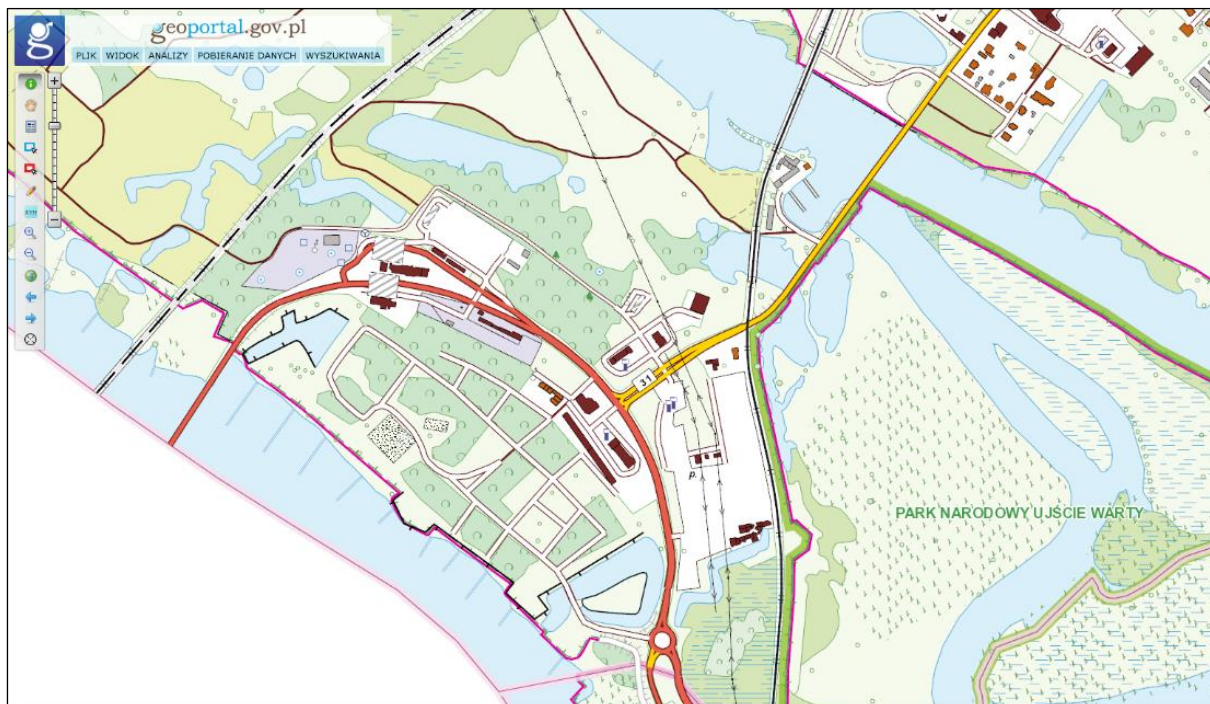 geoportal.gov.pl
PLIK WIDOK ANALIZY POBIERANIE DANYCH WYSZUKIWANIA
31
p.
PARK NARODOWY UJŚCIE WARTY